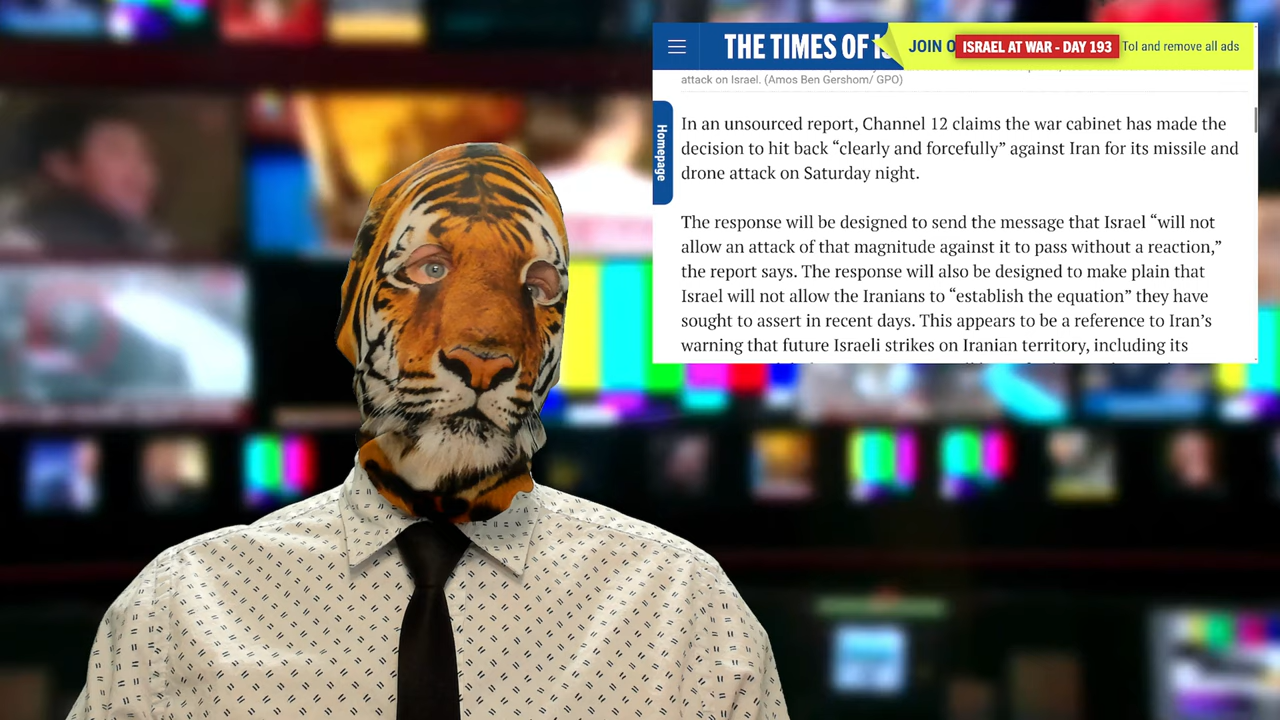 THE TIMES OF
JOIN O
ISRAEL AT WAR - DAY 193
ToI and remove all ads
attack on Israel. (Amos Ben Gershom/ GPO)
Homepage
In an unsourced report, Channel 12 claims the war cabinet has made the
decision to hit back “clearly and forcefully” against Iran for its missile and
drone attack on Saturday night.
The response will be designed to send the message that Israel “will not
allow an attack of that magnitude against it to pass without a reaction,”
the report says. The response will also be designed to make plain that
Israel will not allow the Iranians to “establish the equation” they have
sought to assert in recent days. This appears to be a reference to Iran’s
warning that future Israeli strikes on Iranian territory, including its